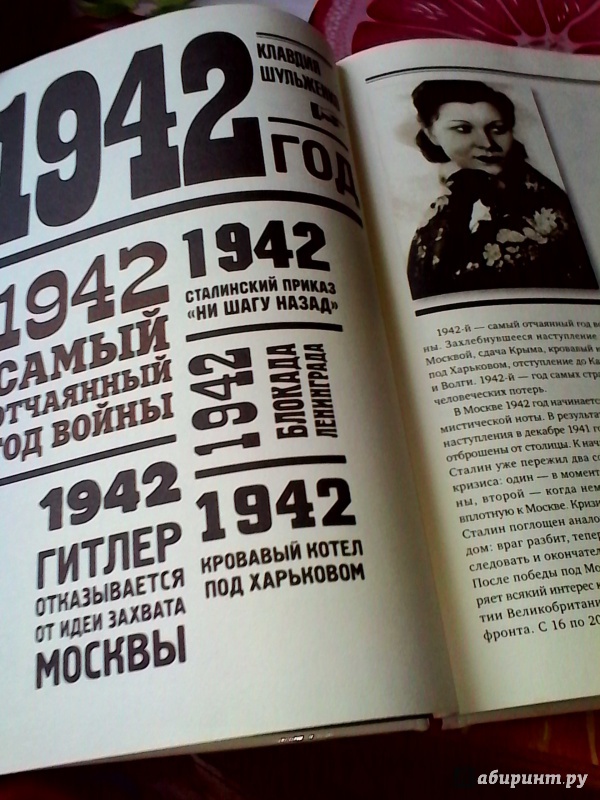 1942
КЛАВДИЯ
ШУЛЬЖЕНКО
ГОД
1942
САМЫЙ
ОТЧАЯННЫЙ
ГОД ВОЙНЫ
1942
СТАЛИНСКИЙ ПРИКАЗ
«НИ ШАГУ НАЗАД»
1942
БЛОКАДА
ЛЕНИНГРАДА
1942
ГИТЛЕР
ОТКАЗЫВАЕТСЯ
ОТ ИДЕИ ЗАХВАТА
МОСКВЫ
1942
КРОВАВЫЙ КОТЕЛ
ПОД ХАРЬКОВОМ
1942-й — самый отчаянный год во
ны. Захлебнувшееся наступление
Москвой, сдача Крыма, кровавый к
под Харьковом, отступление до Ка
и Волги. 1942-й — год самых стра
человеческих потерь.
В Москве 1942 год начинается
мистической ноты. В результат
наступления в декабре 1941 го
отброшены от столицы. К нача
Сталин уже пережил два со
кризиса: один — в момент
ны, второй — когда нем
вплотную к Москве. Кризи
Сталин поглощен анало
дом: враг разбит, тепер
следовать и окончател
После победы под Мо
ряет всякий интерес к
тии Великобритани
фронта. С 16 по 20
абиринт.ру